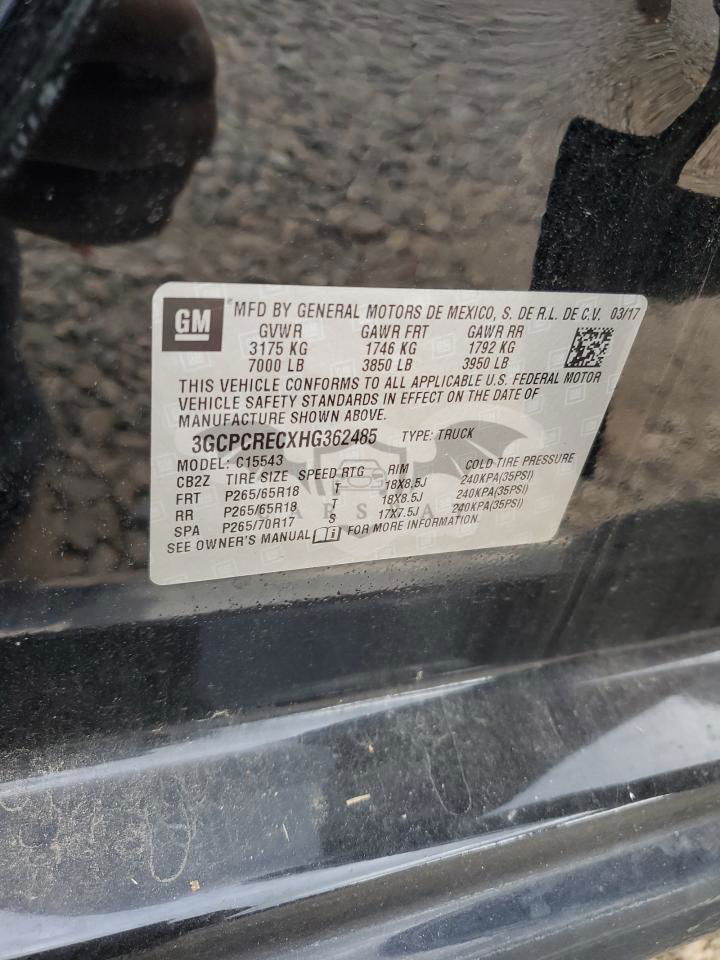 GM
MFD BY GENERAL MOTORS DE MEXICO, S. DE R.L. DE C.V. 03/17
GVWR GAWR FRT GAWR RR
3175 KG 1746 KG 1792 KG
7000 LB 3850 LB 3950 LB
THIS VEHICLE CONFORMS TO ALL APPLICABLE U.S. FEDERAL MOTOR
VEHICLE SAFETY STANDARDS IN EFFECT ON THE DATE OF
MANUFACTURE SHOWN ABOVE.
3GCPCRECXHG362485 TYPE: TRUCK
MODEL: C15543
CB2Z TIRE SIZE SPEED RTG RIM COLD TIRE PRESSURE
FRT P265/65R18 T 18X8.5J 240KPA(35PSI)
RR P265/65R18 T 18X8.5J 240KPA(35PSI)
SPA P265/70R17 S 17X7.5J 240KPA(35PSI)
SEE OWNER'S MANUAL FOR MORE INFORMATION.